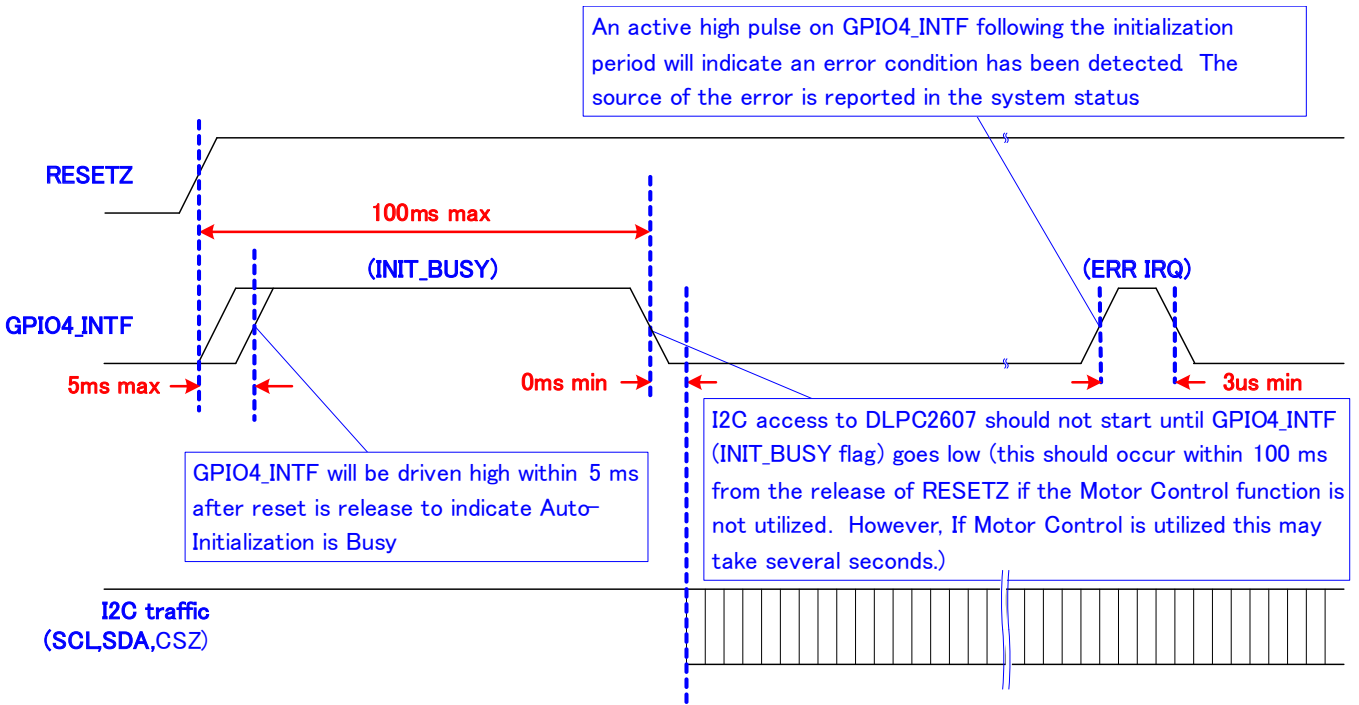 An active high pulse on GPIO4_INTF following the initialization
period will indicate an error condition has been detected. The
source of the error is reported in the system status
RESETZ
100ms max
(INIT_BUSY)
(ERR IRQ)
GPIO4_INTF
5ms max
0ms min
3us min
GPIO4_INTF will be driven high within 5 ms
after reset is release to indicate Auto-
Initialization is Busy
I2C access to DLPC2607 should not start until GPIO4_INTF
(INIT_BUSY flag) goes low (this should occur within 100 ms
from the release of RESETZ if the Motor Control function is
not utilized. However, If Motor Control is utilized this may
take several seconds.)
I2C traffic
(SCL,SDA,CSZ)